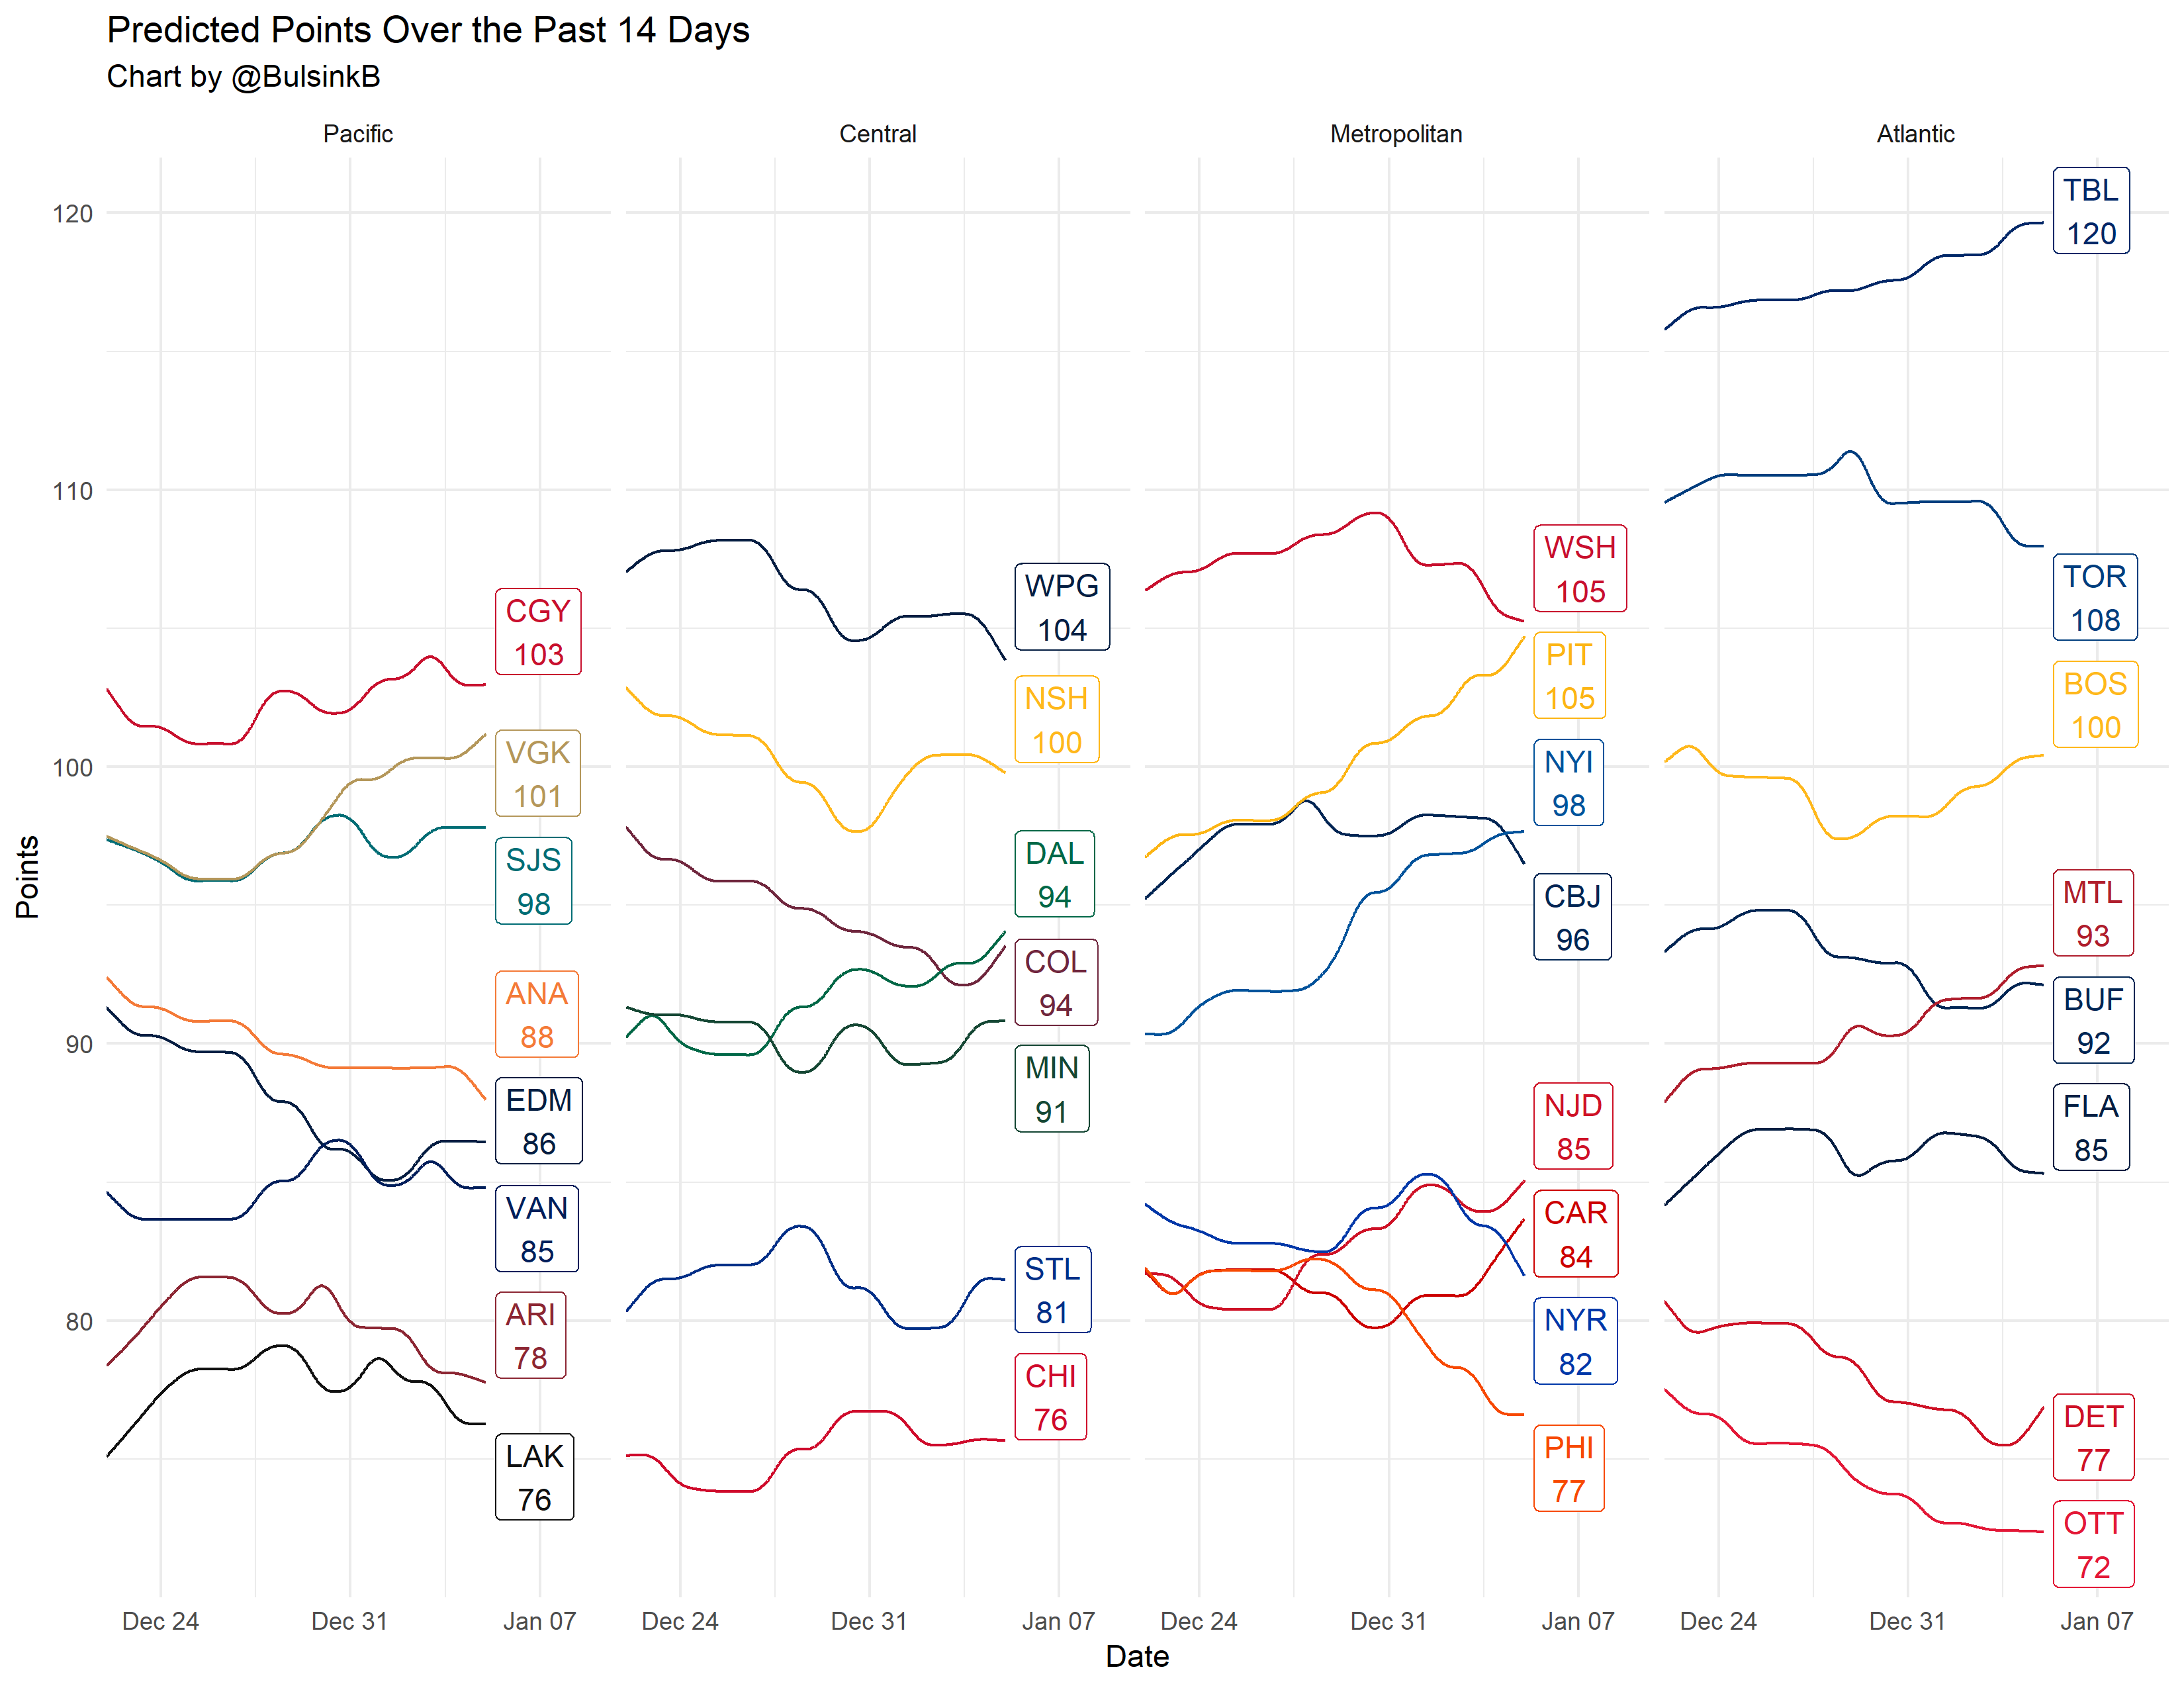 Predicted Points Over the Past 14 Days
Chart by @BulsinkB
Pacific
Central
Metropolitan
Atlantic
Points
120
110
100
90
80
CGY
103
VGK
101
SJS
98
ANA
88
EDM
86
VAN
85
ARI
78
LAK
76
WPG
104
NSH
100
DAL
94
COL
94
MIN
91
STL
81
CHI
76
WSH
105
PIT
105
NYI
98
CBJ
96
NJD
85
CAR
84
NYR
82
PHI
77
TBL
120
TOR
108
BOS
100
MTL
93
BUF
92
FLA
85
DET
77
OTT
72
Dec 24
Dec 31
Jan 07
Dec 24
Dec 31
Jan 07
Dec 24
Dec 31
Jan 07
Dec 24
Dec 31
Jan 07
Date